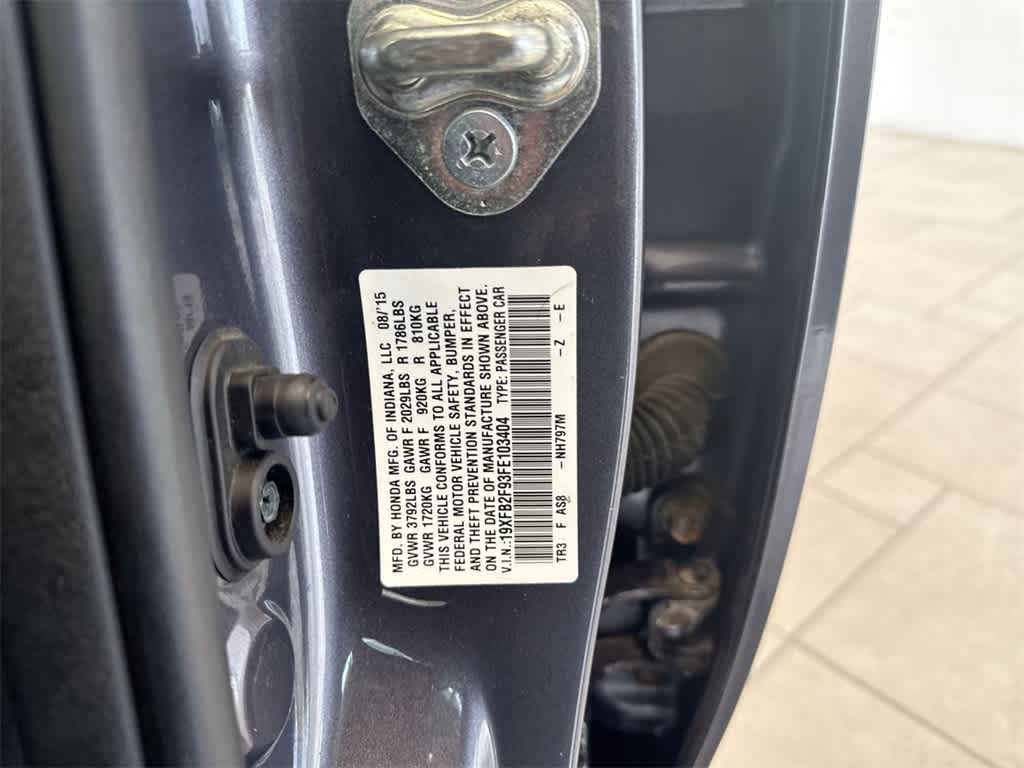 MFD. BY HONDA MFG. OF INDIANA, LLC 08/15
GVWR 3792LBS GAWR F 2029LBS R 1786LBS
GVWR 1720KG GAWR F 920KG R 810KG
THIS VEHICLE CONFORMS TO ALL APPLICABLE
FEDERAL MOTOR VEHICLE SAFETY, BUMPER,
AND THEFT PREVENTION STANDARDS IN EFFECT
ON THE DATE OF MANUFACTURE SHOWN ABOVE.
V.I.N.:19XFB2F93FE103404 TYPE: PASSENGER CAR
TR3 F AS8 -NH797M -Z -E
2